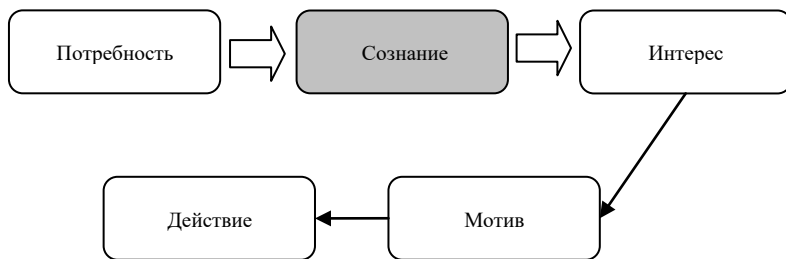 Потребность
Сознание
Интерес
Действие
Мотив